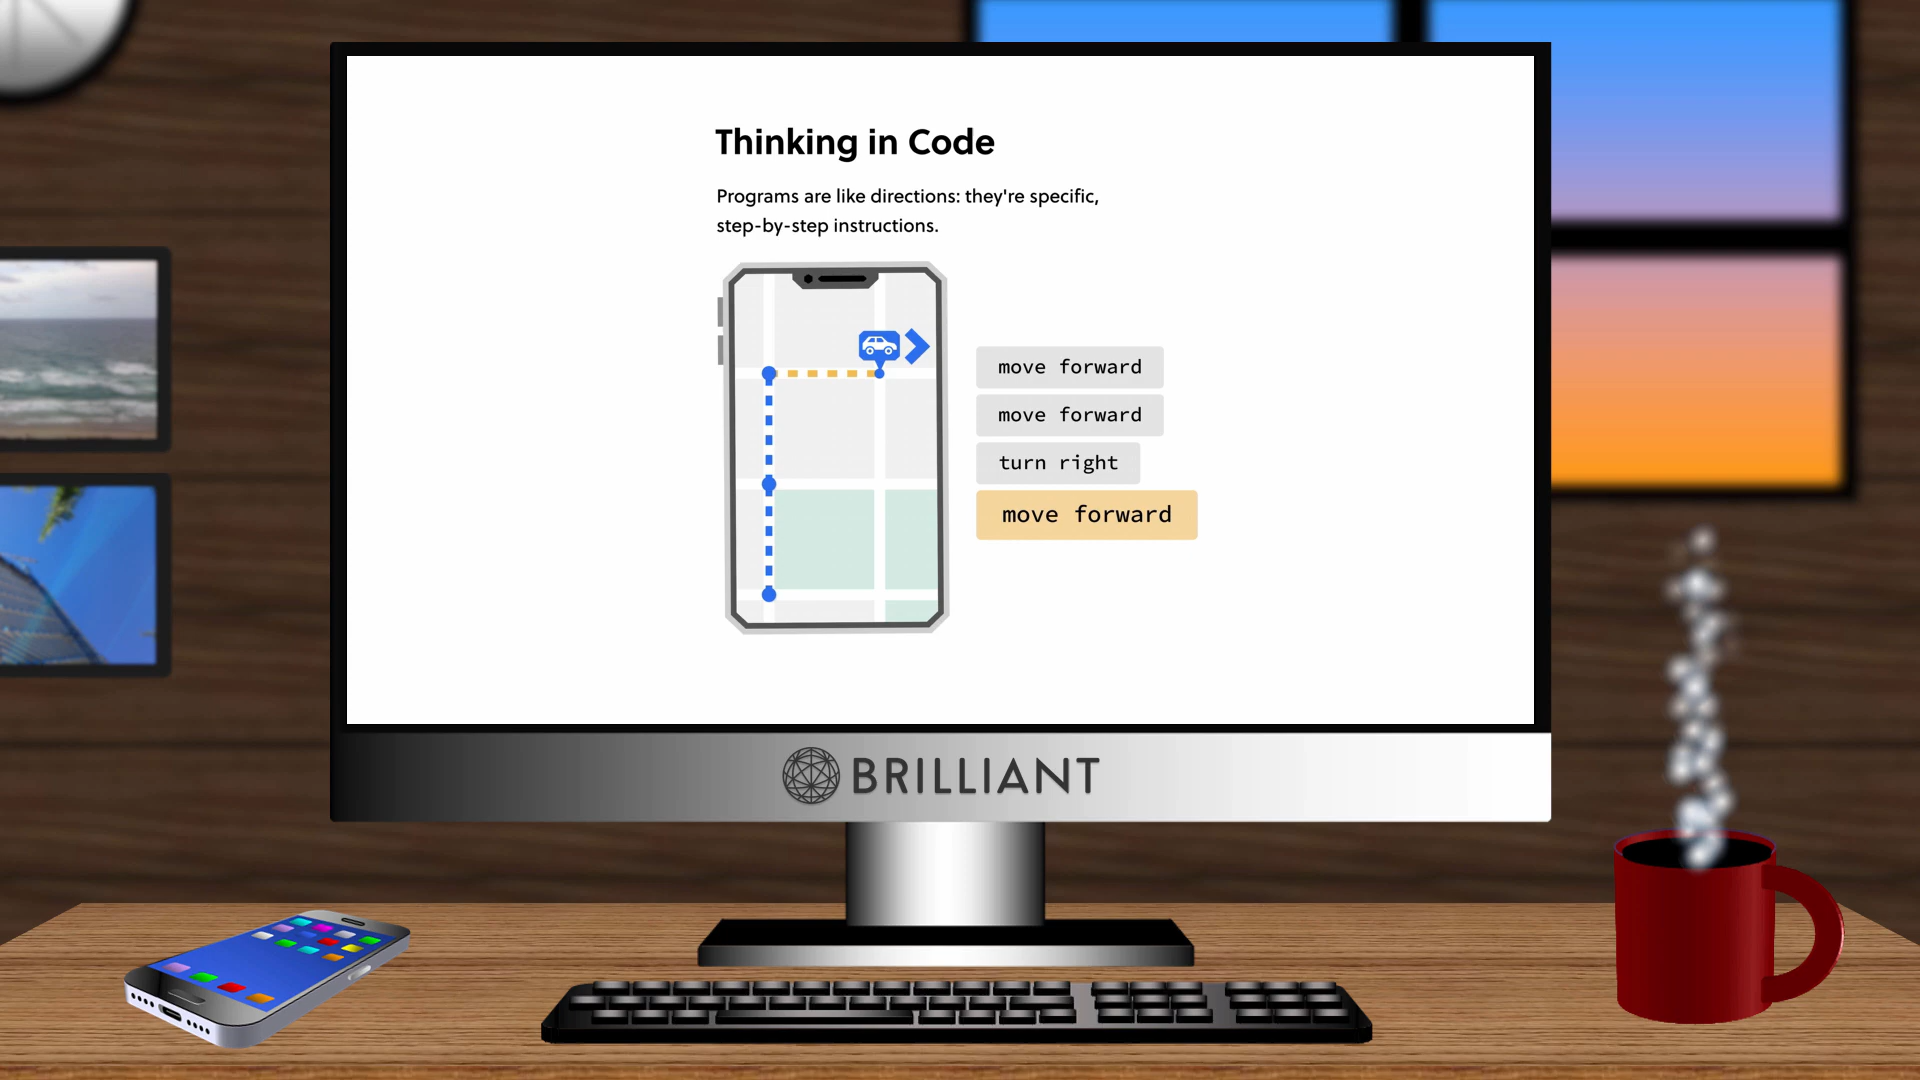 Thinking in Code
Programs are like directions: they're specific,
step-by-step instructions.
move forward
move forward
turn right
move forward
BRILLIANT